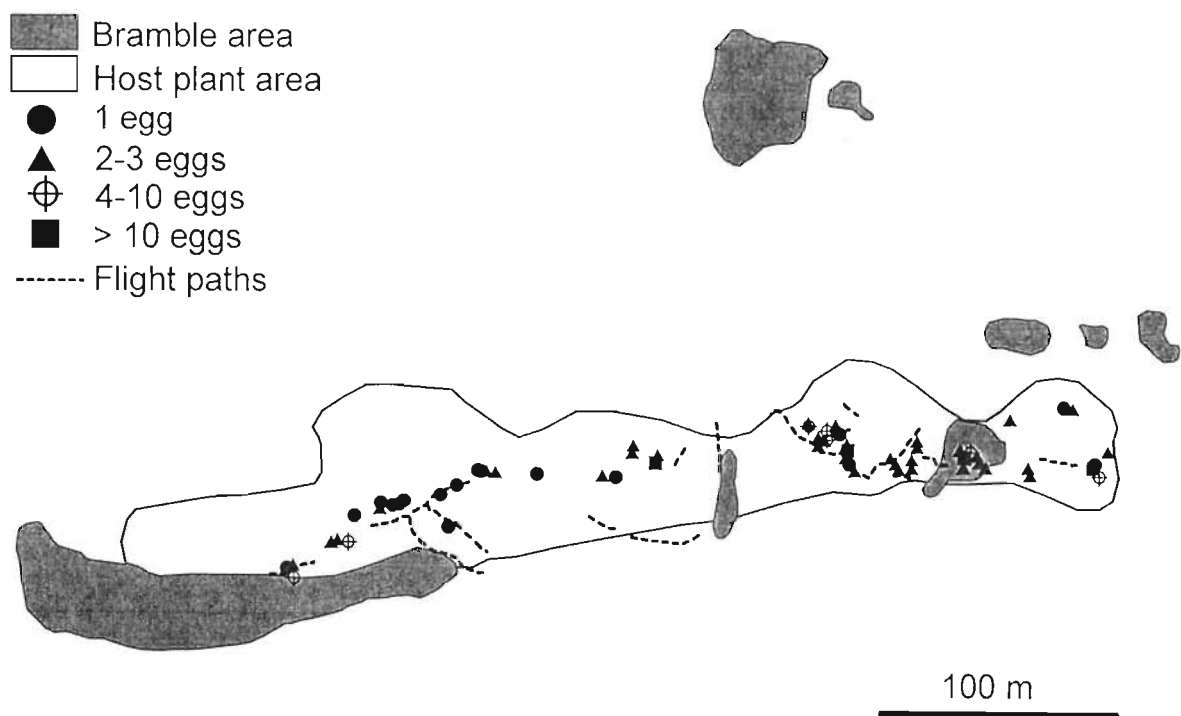 Bramble area
Host plant area
1 egg
2-3 eggs
4-10 eggs
> 10 eggs
Flight paths
100 m